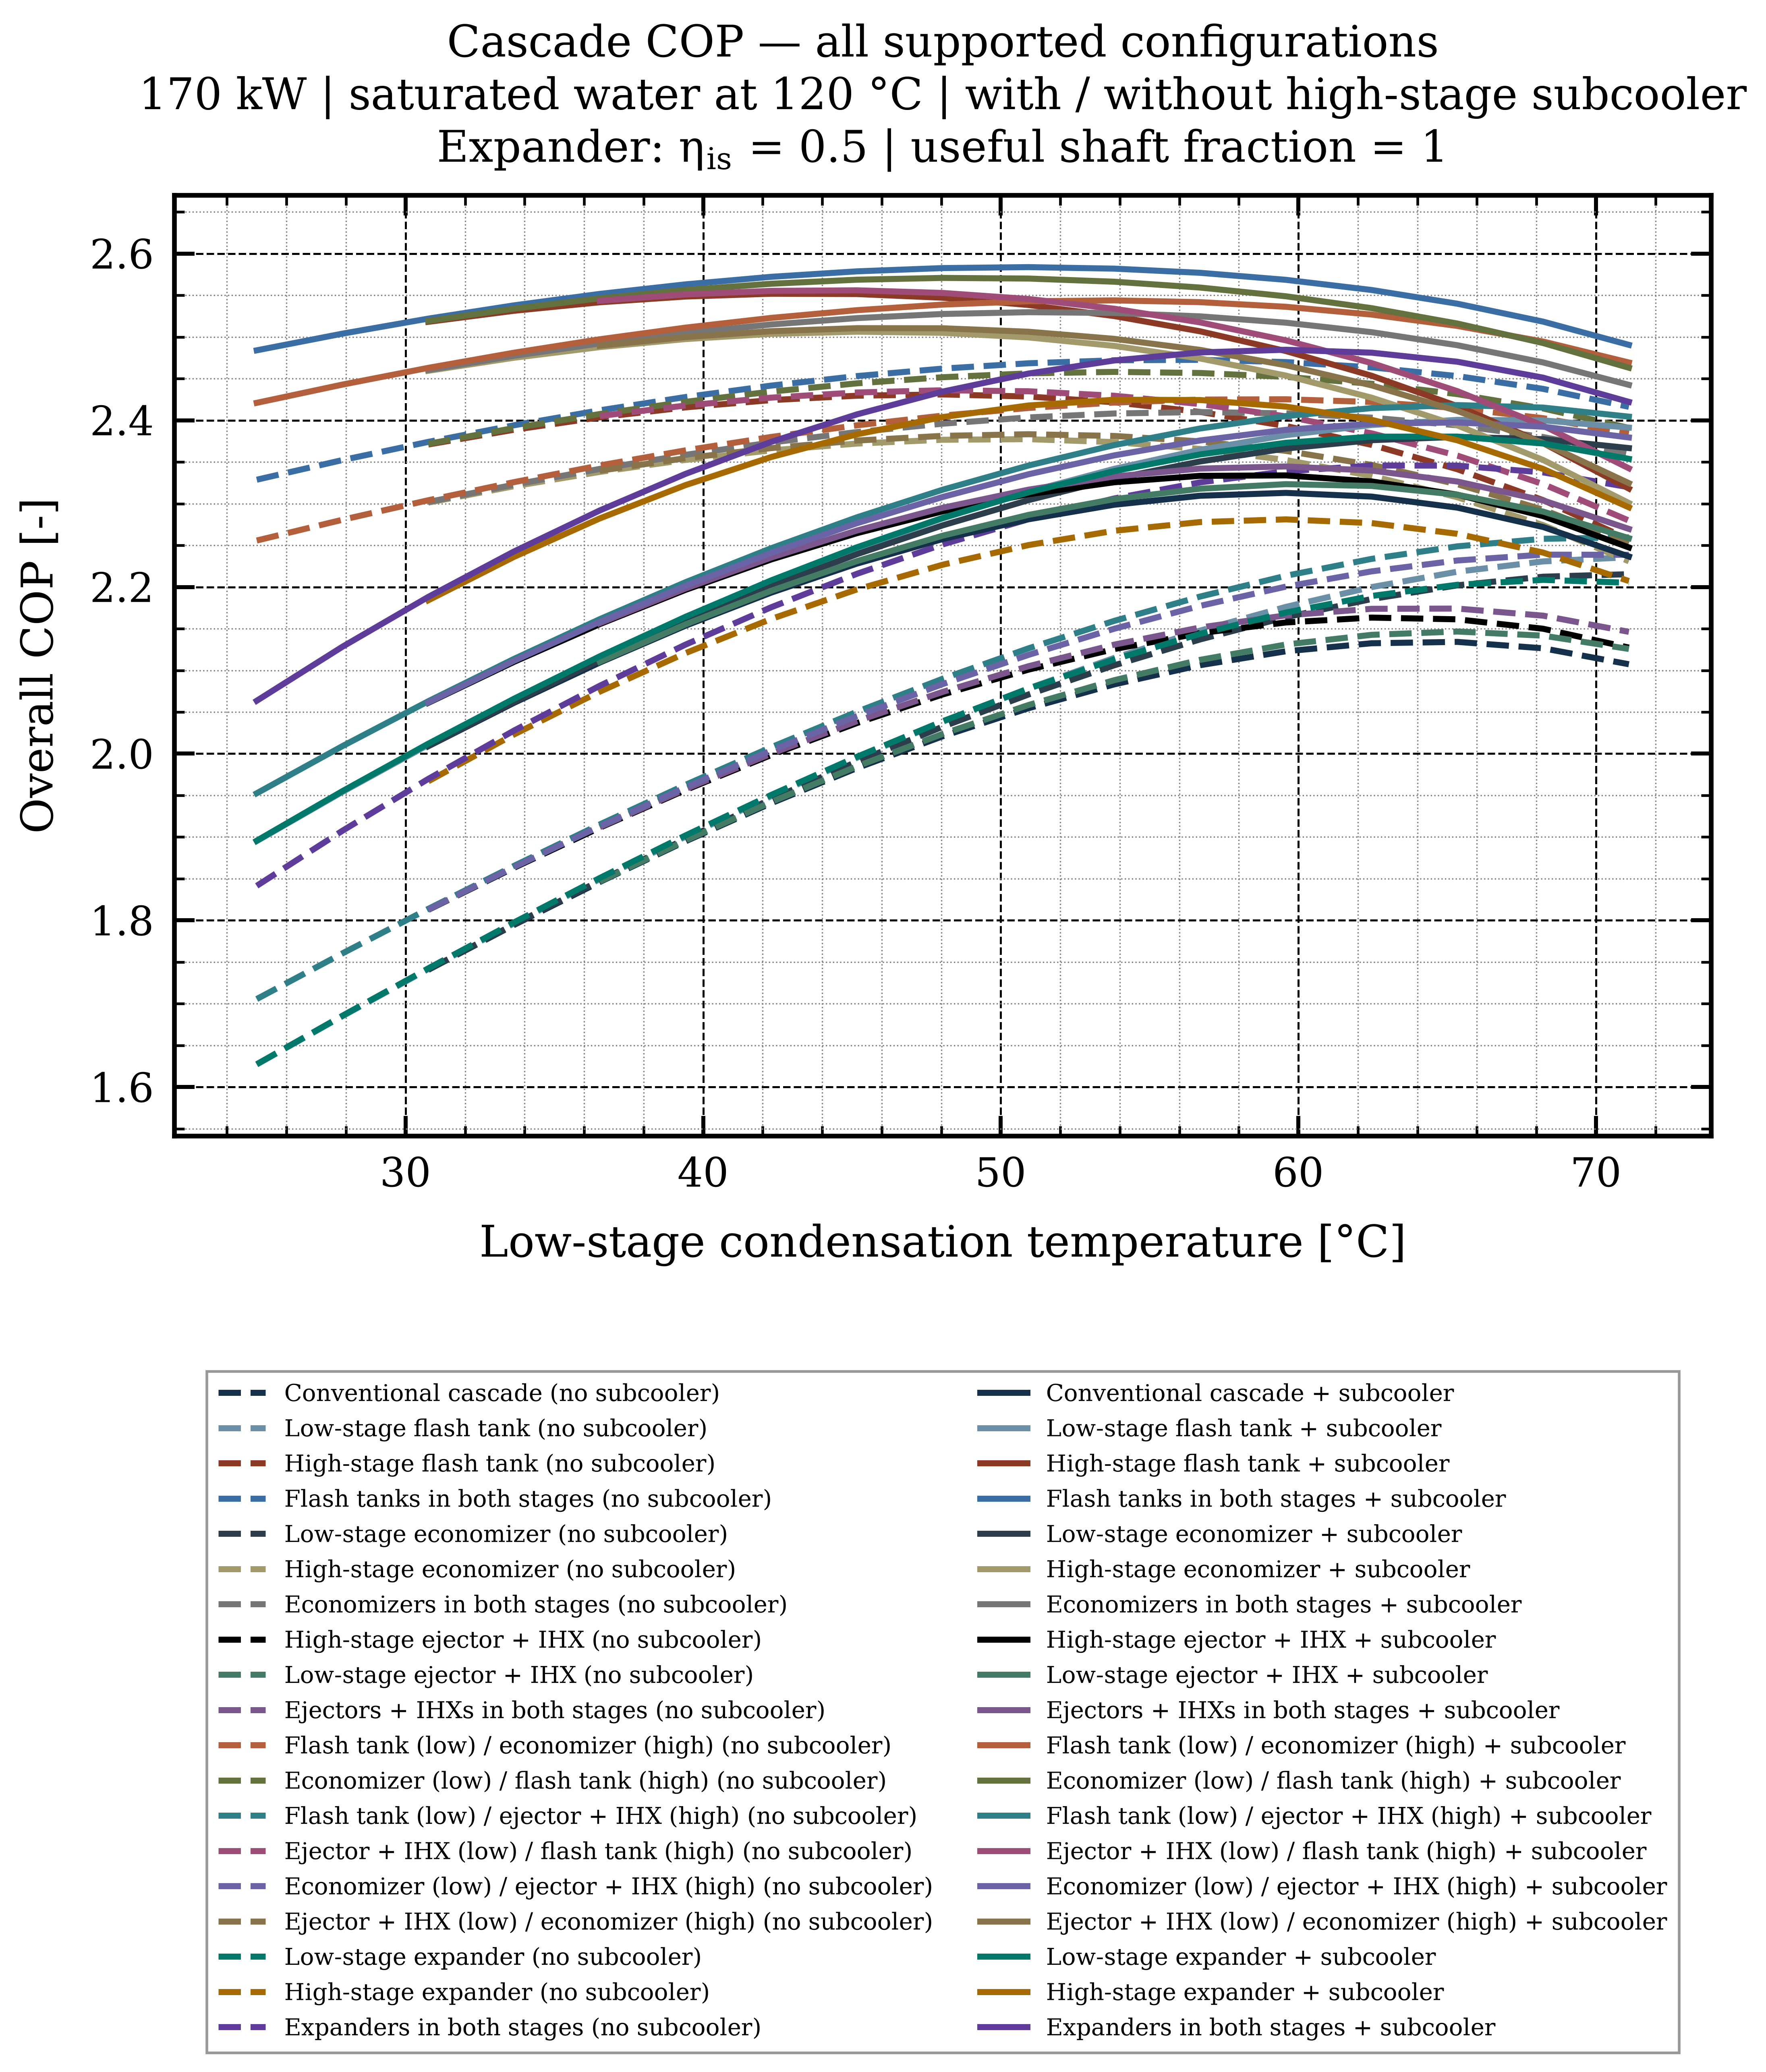 Cascade COP — all supported configurations
170 kW | saturated water at 120 °C | with / without high-stage subcooler
Expander: ηis = 0.5 | useful shaft fraction = 1
Overall COP [-]
2.6
2.4
2.2
2.0
1.8
1.6
30 40 50 60 70
Low-stage condensation temperature [°C]
Conventional cascade (no subcooler)
Low-stage flash tank (no subcooler)
High-stage flash tank (no subcooler)
Flash tanks in both stages (no subcooler)
Low-stage economizer (no subcooler)
High-stage economizer (no subcooler)
Economizers in both stages (no subcooler)
High-stage ejector + IHX (no subcooler)
Low-stage ejector + IHX (no subcooler)
Ejectors + IHXs in both stages (no subcooler)
Flash tank (low) / economizer (high) (no subcooler)
Economizer (low) / flash tank (high) (no subcooler)
Flash tank (low) / ejector + IHX (high) (no subcooler)
Ejector + IHX (low) / flash tank (high) (no subcooler)
Economizer (low) / ejector + IHX (high) (no subcooler)
Ejector + IHX (low) / economizer (high) (no subcooler)
Low-stage expander (no subcooler)
High-stage expander (no subcooler)
Expanders in both stages (no subcooler)
Conventional cascade + subcooler
Low-stage flash tank + subcooler
High-stage flash tank + subcooler
Flash tanks in both stages + subcooler
Low-stage economizer + subcooler
High-stage economizer + subcooler
Economizers in both stages + subcooler
High-stage ejector + IHX + subcooler
Low-stage ejector + IHX + subcooler
Ejectors + IHXs in both stages + subcooler
Flash tank (low) / economizer (high) + subcooler
Economizer (low) / flash tank (high) + subcooler
Flash tank (low) / ejector + IHX (high) + subcooler
Ejector + IHX (low) / flash tank (high) + subcooler
Economizer (low) / ejector + IHX (high) + subcooler
Ejector + IHX (low) / economizer (high) + subcooler
Low-stage expander + subcooler
High-stage expander + subcooler
Expanders in both stages + subcooler